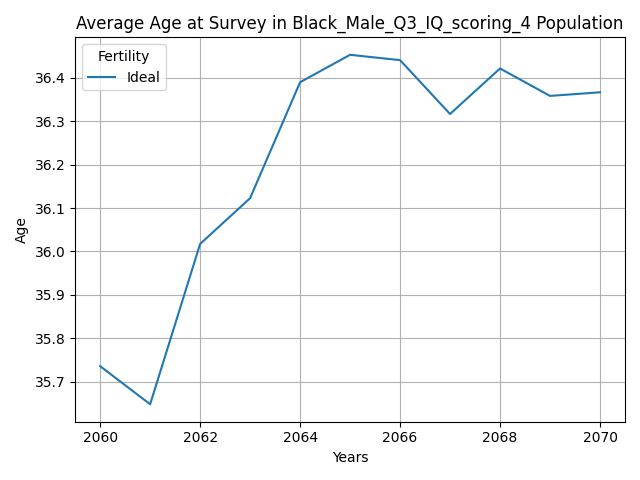 Average Age at Survey in Black_Male_Q3_IQ_scoring_4 Population
Fertility
Ideal
36.4
36.3
36.2
36.1
36.0
35.9
35.8
35.7
Age
2060
2062
2064
2066
2068
2070
Years